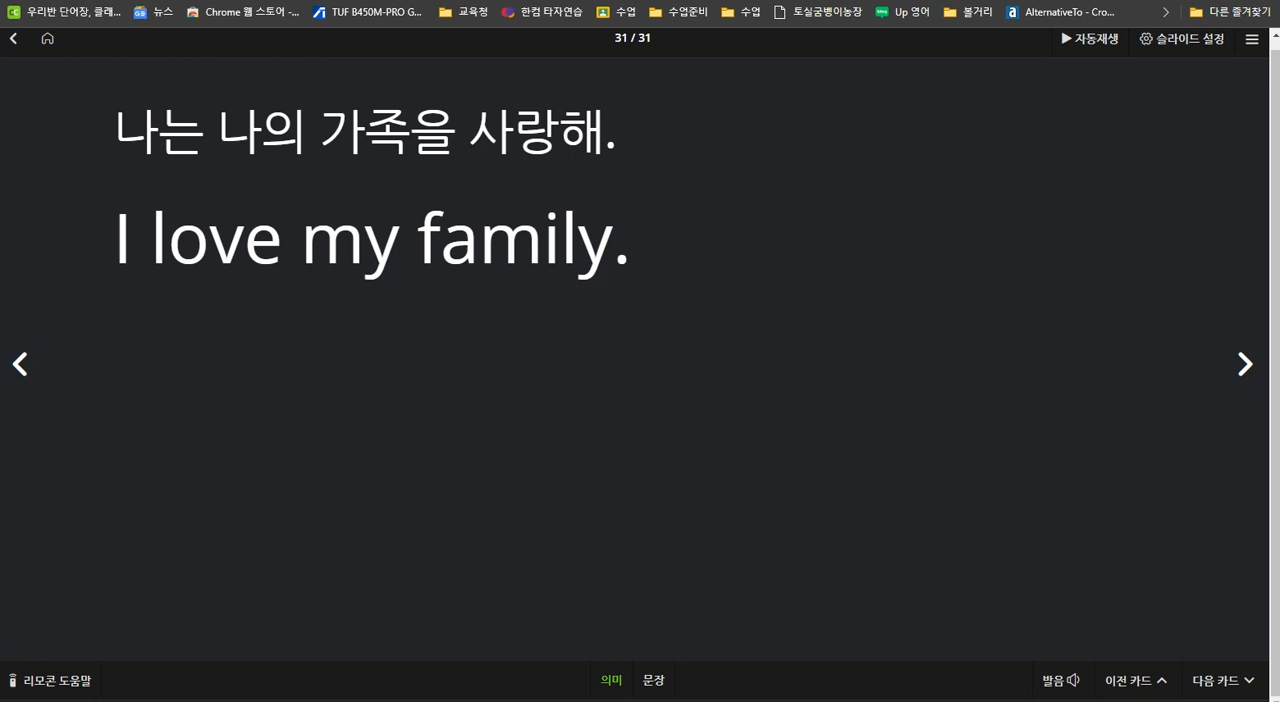 우리반 단어장, 클래... 뉴스 Chrome 웹 스토어 -... TUF B450M-PRO G... 교육청 한컴 타자연습 수업 수업준비 수업 토실굼벵이농장 Up 영어 볼거리 AlternativeTo - Cro... 다른 즐겨찾기
31 / 31 자동재생 슬라이드 설정
나는 나의 가족을 사랑해.
I love my family.
리모콘 도움말 의미 문장 발음 이전 카드 다음 카드